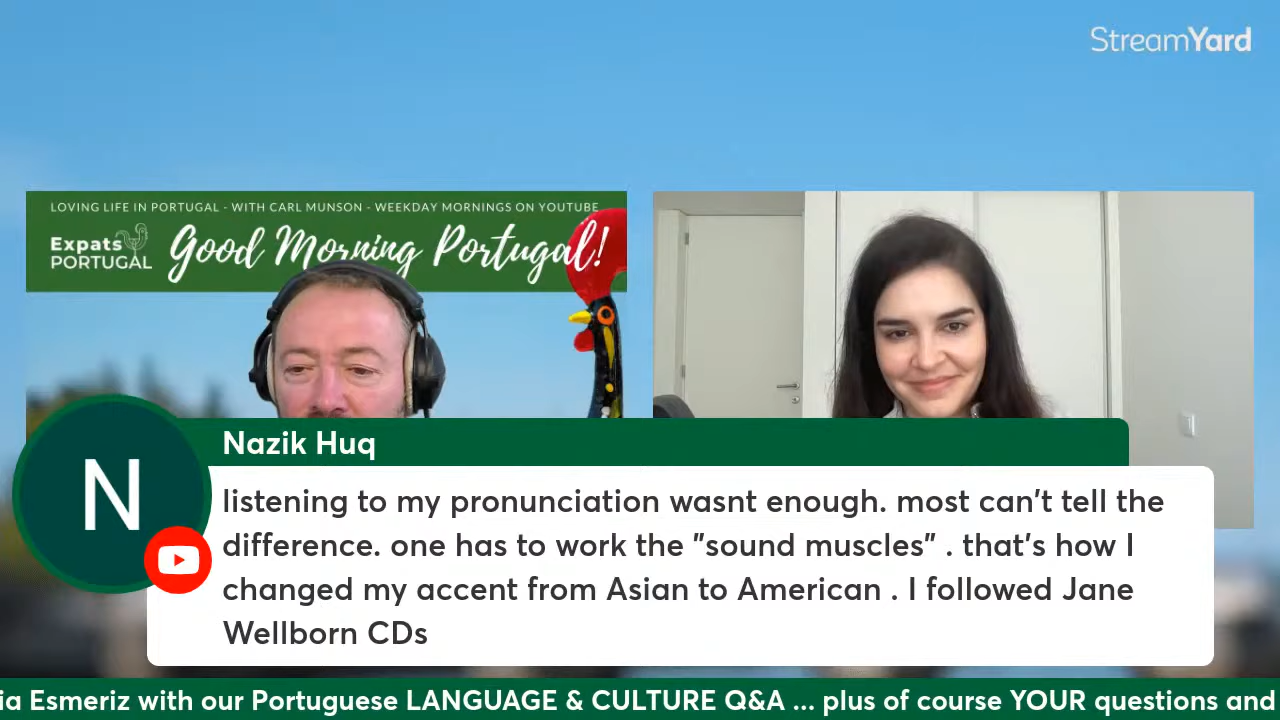 StreamYard
LOVING LIFE IN PORTUGAL - WITH CARL MUNSON - WEEKDAY MORNINGS ON YOUTUBE
Expats
PORTUGAL
Good Morning Portugal!
Nazik Huq
N
listening to my pronunciation wasnt enough. most can't tell the
difference. one has to work the "sound muscles" . that's how I
changed my accent from Asian to American . I followed Jane
Wellborn CDs
ia Esmeriz with our Portuguese LANGUAGE & CULTURE Q&A ... plus of course YOUR questions and